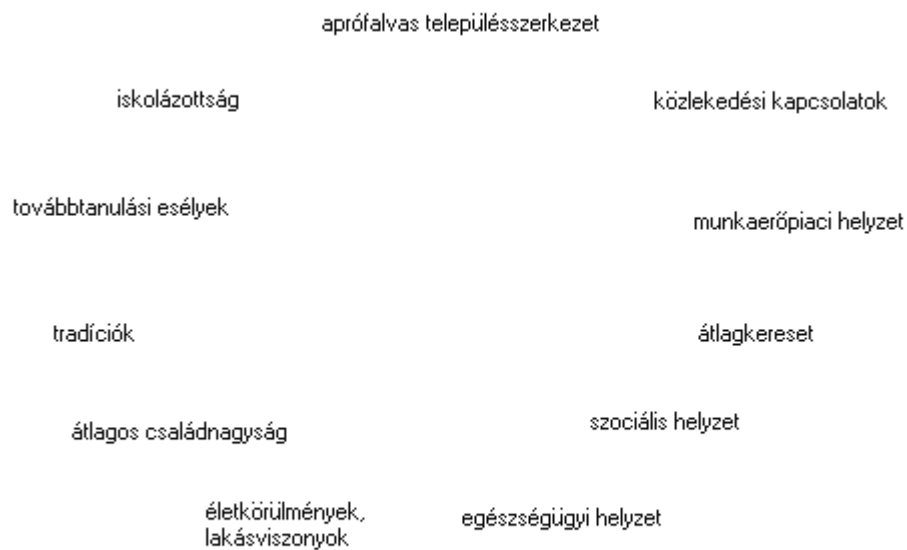 aprófalvas településszerkezet
iskolázottság
közlekedési kapcsolatok
továbbtanulási esélyek
munkaerőpiaci helyzet
tradíciók
átlagkereset
szociális helyzet
átlagos családnagyság
életkörülmények,
lakásviszonyok
egészségügyi helyzet